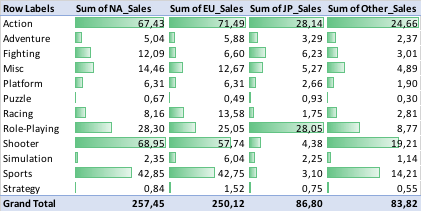 Row Labels Sum of NA_Sales Sum of EU_Sales Sum of JP_Sales Sum of Other_Sales
Action 67,43 71,49 28,14 24,66
Adventure 5,04 5,88 3,29 2,37
Fighting 12,09 6,60 6,23 3,01
Misc 14,46 12,67 5,27 4,89
Platform 6,31 6,31 2,66 1,90
Puzzle 0,67 0,49 0,93 0,30
Racing 8,16 13,58 1,75 2,81
Role-Playing 28,30 25,05 28,05 8,77
Shooter 68,95 57,74 4,38 19,21
Simulation 2,35 6,04 2,25 1,14
Sports 42,85 42,75 3,10 14,21
Strategy 0,84 1,52 0,75 0,55
Grand Total 257,45 250,12 86,80 83,82